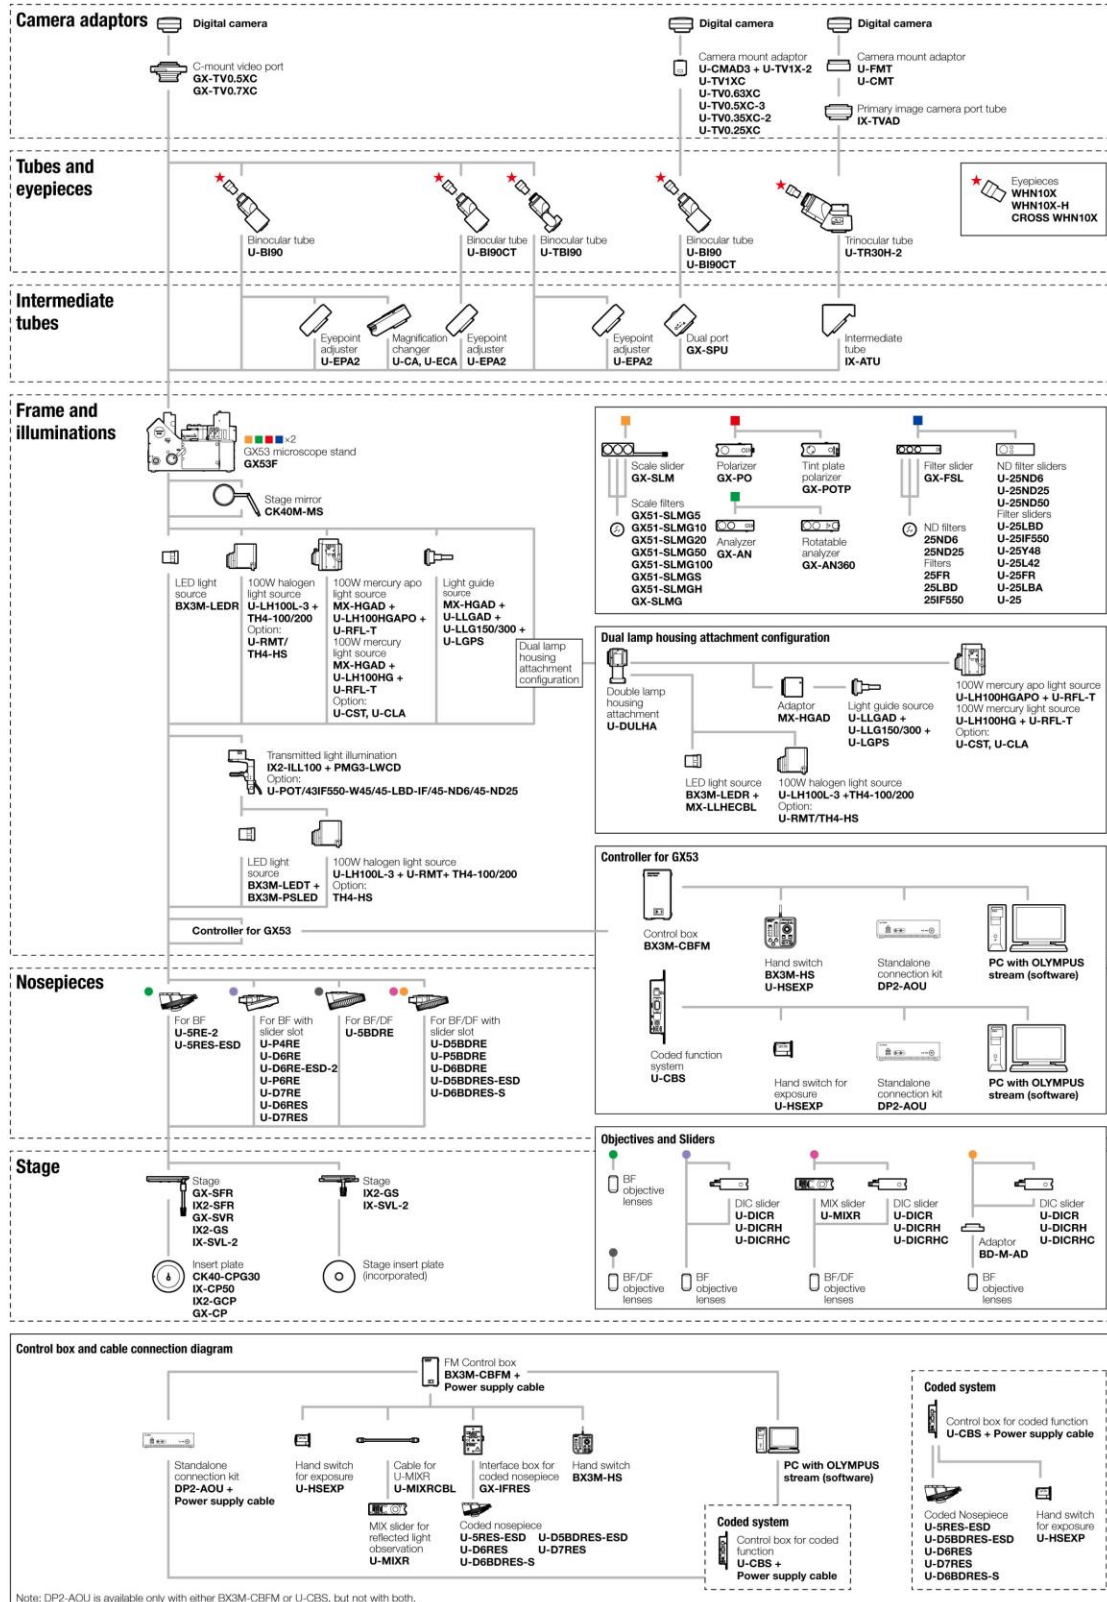 Camera adaptors
Digital camera
C-mount video port
GX-TV0.5XC
GX-TV0.7XC
Digital camera
Camera mount adaptor
U-CMAD3 + U-TV1X-2
U-TV1XC
U-TV0.63XC
U-TV0.5XC-3
U-TV0.35XC-2
U-TV0.25XC
Digital camera
Camera mount adaptor
U-FMT
U-CMT
Primary image camera port tube
IX-TVAD
Tubes and
eyepieces
Binocular tube
U-BI90
Binocular tube
U-BI90CT
Binocular tube
U-TBI90
Binocular tube
U-BI90
U-BI90CT
Trinocular tube
U-TR30H-2
Eyepieces
WHN10X
WHN10X-H
CROSS WHN10X
Intermediate
tubes
Eyepoint
adjuster
U-EPA2
Magnification
changer
U-CA, U-ECA
Eyepoint
adjuster
U-EPA2
Eyepoint
adjuster
U-EPA2
Dual port
GX-SPU
Intermediate
tube
IX-ATU
Frame and
illuminations
×2
GX53 microscope stand
GX53F
Stage mirror
CK40M-MS
LED light
source
BX3M-LEDR
100W halogen
light source
U-LH100L-3 +
TH4-100/200
Option:
U-RMT/
TH4-HS
100W mercury apo
light source
MX-HGAD +
U-LH100HGAPO +
U-RFL-T
100W mercury
light source
MX-HGAD +
U-LH100HG +
U-RFL-T
Option:
U-CST, U-CLA
Light guide
source
MX-HGAD +
U-LLGAD +
U-LLG150/300 +
U-LGPS
Dual lamp
housing
attachment
configuration
Scale slider
GX-SLM
Scale filters
GX51-SLMG5
GX51-SLMG10
GX51-SLMG20
GX51-SLMG50
GX51-SLMG100
GX51-SLMGS
GX51-SLMGH
GX-SLMG
Polarizer
GX-PO
Tint plate
polarizer
GX-POTP
Analyzer
GX-AN
Rotatable
analyzer
GX-AN360
Filter slider
GX-FSL
ND filters
25ND6
25ND25
Filters
25FR
25LBD
25IF550
ND filter sliders
U-25ND6
U-25ND25
U-25ND50
Filter sliders
U-25LBD
U-25IF550
U-25Y48
U-25L42
U-25FR
U-25LBA
U-25
Dual lamp housing attachment configuration
Double lamp
housing
attachment
U-DULHA
Adaptor
MX-HGAD
Light guide source
U-LLGAD +
U-LLG150/300 +
U-LGPS
100W mercury apo light source
U-LH100HGAPO + U-RFL-T
100W mercury light source
U-LH100HG + U-RFL-T
Option:
U-CST, U-CLA
LED light source
BX3M-LEDR +
MX-LLHECBL
100W halogen light source
U-LH100L-3 +TH4-100/200
Option:
U-RMT/TH4-HS
Transmitted light illumination
IX2-ILL100 + PMG3-LWCD
Option:
U-POT/43IF550-W45/45-LBD-IF/45-ND6/45-ND25
LED light
source
BX3M-LEDT +
BX3M-PSLED
100W halogen light source
U-LH100L-3 + U-RMT+ TH4-100/200
Option:
TH4-HS
Controller for GX53
Controller for GX53
Control box
BX3M-CBFM
Hand switch
BX3M-HS
U-HSEXP
Standalone
connection kit
DP2-AOU
PC with OLYMPUS
stream (software)
Coded function
system
U-CBS
Hand switch for
exposure
U-HSEXP
Standalone
connection kit
DP2-AOU
PC with OLYMPUS
stream (software)
Nosepieces
For BF
U-5RE-2
U-5RES-ESD
For BF with
slider slot
U-P4RE
U-D6RE
U-D6RE-ESD-2
U-P6RE
U-D7RE
U-D6RES
U-D7RES
For BF/DF
U-5BDRE
For BF/DF with
slider slot
U-D5BDRE
U-P5BDRE
U-D6BDRE
U-D5BDRES-ESD
U-D6BDRES-S
Objectives and Sliders
BF
objective
lenses
BF/DF
objective
lenses
DIC slider
U-DICR
U-DICRH
U-DICRHC
BF
objective
lenses
MIX slider
U-MIXR
DIC slider
U-DICR
U-DICRH
U-DICRHC
BF/DF
objective
lenses
DIC slider
U-DICR
U-DICRH
U-DICRHC
Adaptor
BD-M-AD
BF
objective
lenses
Stage
Stage
GX-SFR
IX2-SFR
GX-SVR
IX2-GS
IX-SVL-2
Stage
IX2-GS
IX-SVL-2
Insert plate
CK40-CPG30
IX-CP50
IX2-GCP
GX-CP
Stage insert plate
(incorporated)
Control box and cable connection diagram
FM Control box
BX3M-CBFM +
Power supply cable
Standalone
connection kit
DP2-AOU +
Power supply cable
Hand switch
for exposure
U-HSEXP
Cable for
U-MIXR
U-MIXRCBL
MIX slider for
reflected light
observation
U-MIXR
Interface box for
coded nosepiece
GX-IFRES
Coded nosepiece
U-5RES-ESD U-D5BDRES-ESD
U-D6RES U-D7RES
U-D6BDRES-S
Hand switch
BX3M-HS
PC with OLYMPUS
stream (software)
Coded system
Control box for coded
function
U-CBS +
Power supply cable
Coded system
Control box for coded function
U-CBS + Power supply cable
Coded Nosepiece
U-5RES-ESD
U-D5BDRES-ESD
U-D6RES
U-D7RES
U-D6BDRES-S
Hand switch
for exposure
U-HSEXP
Note: DP2-AOU is available only with either BX3M-CBFM or U-CBS, but not with both.